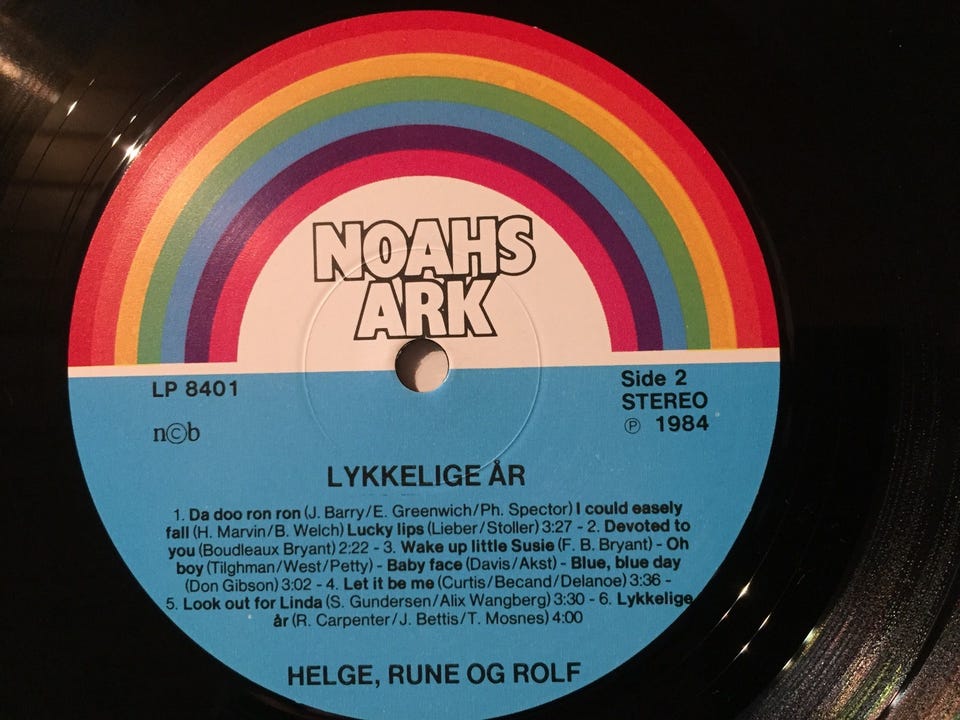 NOAHS
ARK
LP 8401
n©b
Side 2
STEREO
℗ 1984
LYKKELIGE ÅR
1. Da doo ron ron (J. Barry/E. Greenwich/Ph. Spector) I could easely
fall (H. Marvin/B. Welch) Lucky lips (Lieber/Stoller) 3:27 - 2. Devoted to
you (Boudleaux Bryant) 2:22 - 3. Wake up little Susie (F. B. Bryant) - Oh
boy (Tilghman/West/Petty) - Baby face (Davis/Akst) - Blue, blue day
(Don Gibson) 3:02 - 4. Let it be me (Curtis/Becand/Delanoe) 3:36 -
5. Look out for Linda (S. Gundersen/Alix Wangberg) 3:30 - 6. Lykkelige
år (R. Carpenter/J. Bettis/T. Mosnes) 4:00
HELGE, RUNE OG ROLF